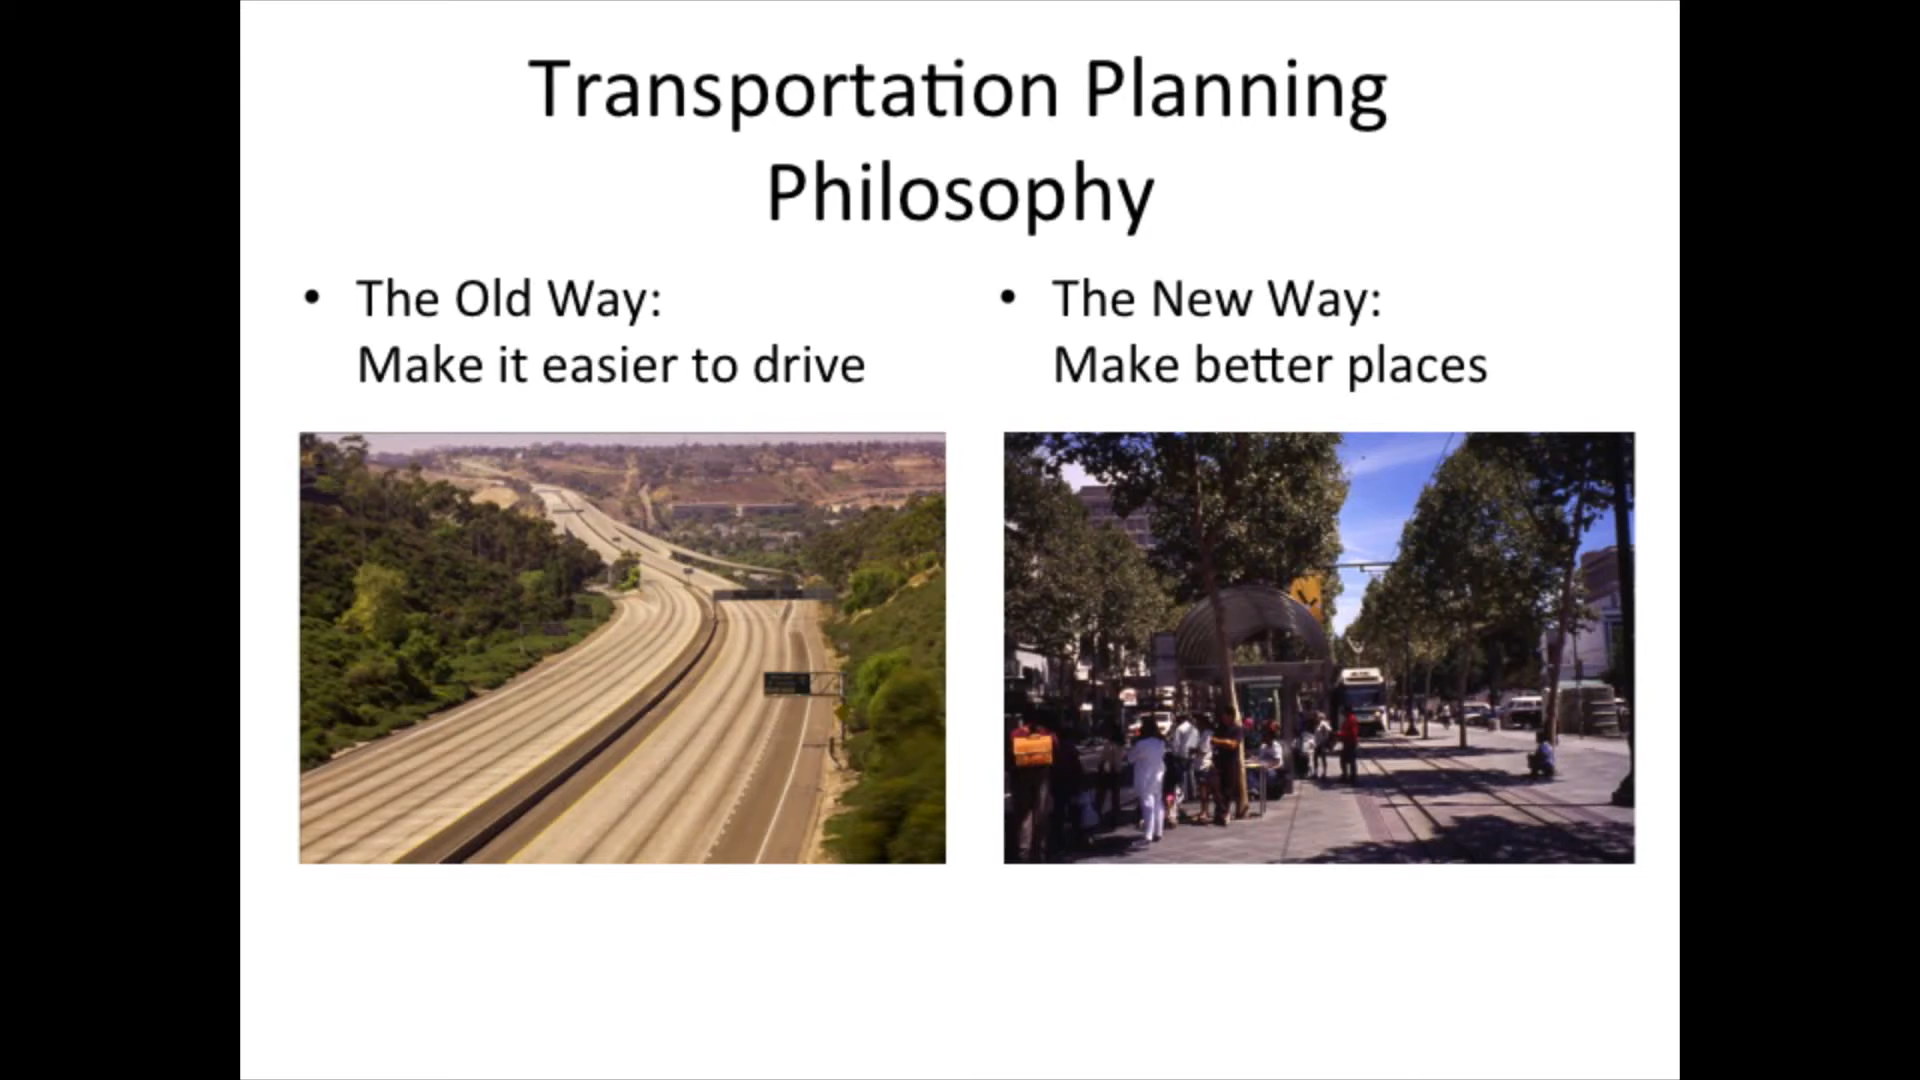 Transportation Planning
Philosophy
• The Old Way:
Make it easier to drive
• The New Way:
Make better places